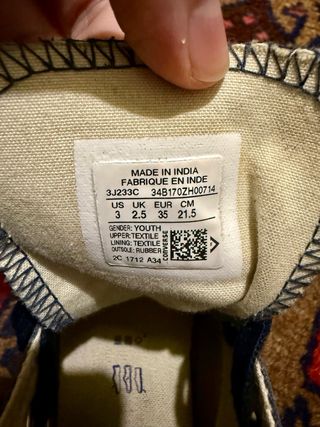 MADE IN INDIA
FABRIQUE EN INDE
3J233C 34B170ZH00714
US UK EUR CM
3 2.5 35 21.5
GENDER: YOUTH
UPPER: TEXTILE
LINING: TEXTILE
OUTSOLE: RUBBER
2C 1712 A34
CONVERSE